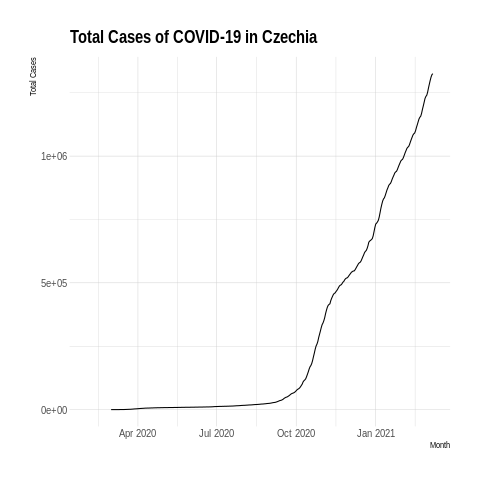 Total Cases of COVID-19 in Czechia
Total Cases
1e+06
5e+05
0e+00
Apr 2020
Jul 2020
Oct 2020
Jan 2021
Month